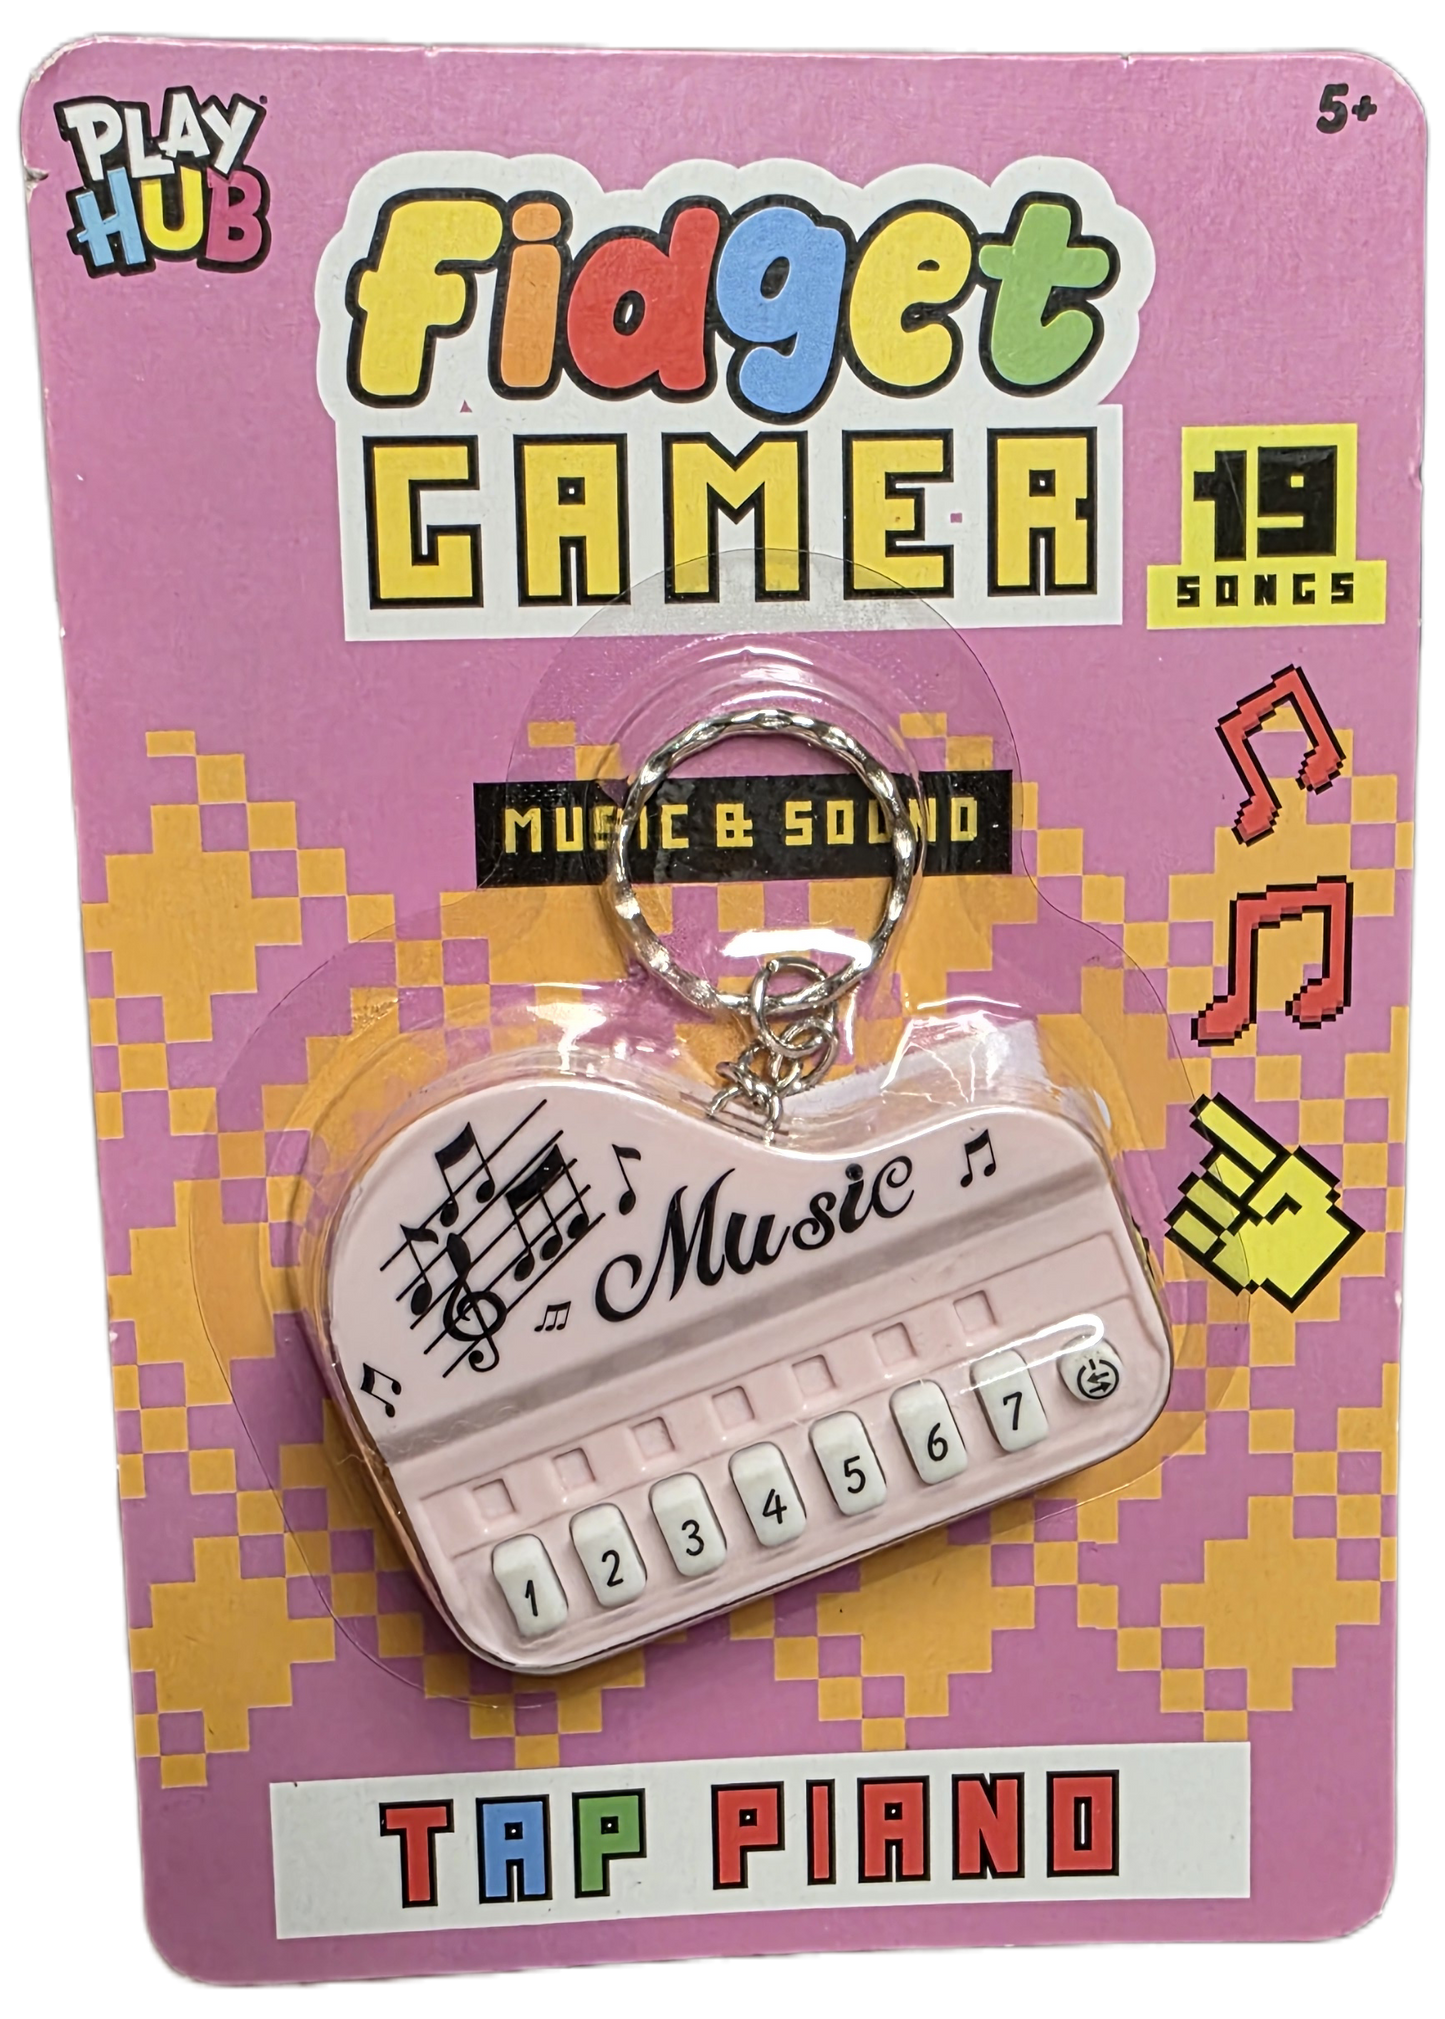 PLAY
HUB
5+
fidget
GAMER
19
SONGS
MUSIC & SOUND
Music
1 2 3 4 5 6 7
TAP PIANO